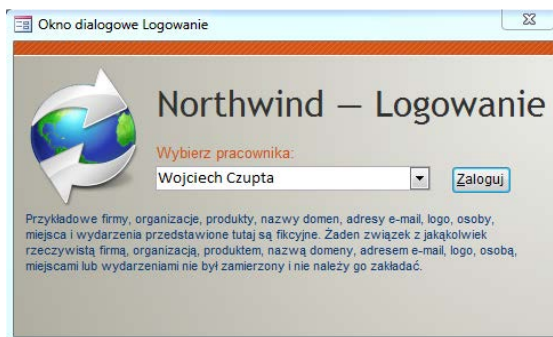 Okno dialogowe Logowanie
Northwind — Logowanie
Wybierz pracownika:
Wojciech Czupta
Zaloguj
Przykładowe firmy, organizacje, produkty, nazwy domen, adresy e-mail, logo, osoby,
miejsca i wydarzenia przedstawione tutaj są fikcyjne. Żaden związek z jakąkolwiek
rzeczywistą firmą, organizacją, produktem, nazwą domeny, adresem e-mail, logo, osobą,
miejscami lub wydarzeniami nie był zamierzony i nie należy go zakładać.